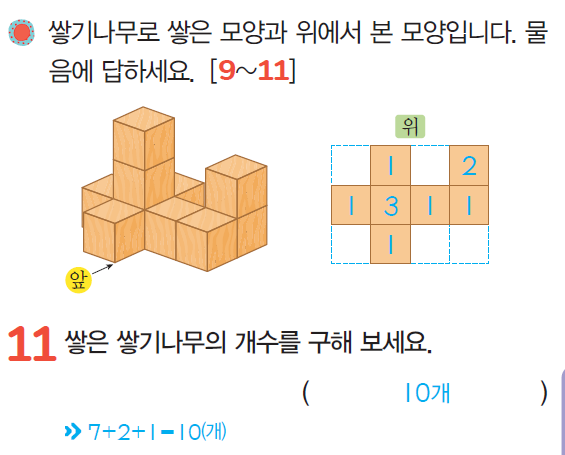 쌓기나무로 쌓은 모양과 위에서 본 모양입니다. 물
음에 답하세요. [9~11]
위
1 2
1 3 1 1
1
앞
11 쌓은 쌓기나무의 개수를 구해 보세요.
( 10개 )
» 7+2+1=10(개)